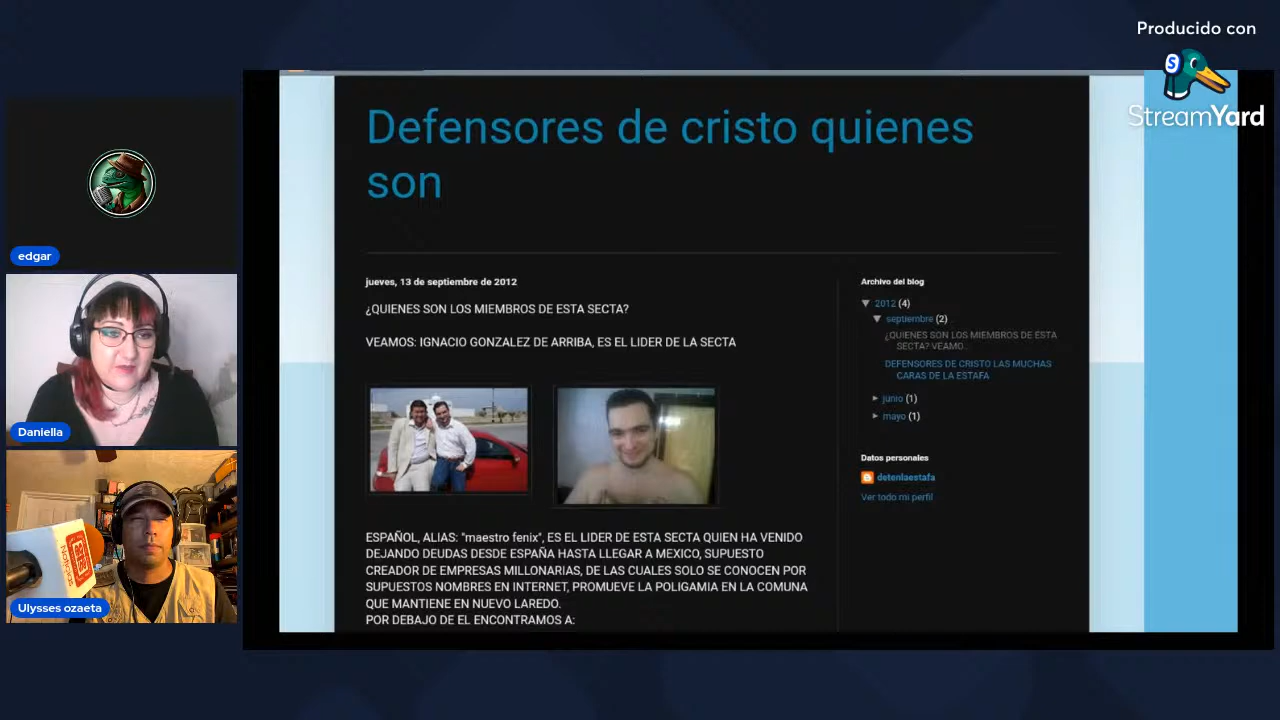 Producido con
StreamYard
edgar
Daniella
Ulysses ozaeta
Defensores de cristo quienes
son
jueves, 13 de septiembre de 2012
¿QUIENES SON LOS MIEMBROS DE ESTA SECTA?
VEAMOS: IGNACIO GONZALEZ DE ARRIBA, ES EL LIDER DE LA SECTA
ESPAÑOL, ALIAS: "maestro fenix", ES EL LIDER DE ESTA SECTA QUIEN HA VENIDO
DEJANDO DEUDAS DESDE ESPAÑA HASTA LLEGAR A MEXICO, SUPUESTO
CREADOR DE EMPRESAS MILLONARIAS, DE LAS CUALES SOLO SE CONOCEN POR
SUPUESTOS NOMBRES EN INTERNET, PROMUEVE LA POLIGAMIA EN LA COMUNA
QUE MANTIENE EN NUEVO LAREDO.
POR DEBAJO DE EL ENCONTRAMOS A:
Archivo del blog
▼ 2012 (4)
▼ septiembre (2)
¿QUIENES SON LOS MIEMBROS DE ESTA
SECTA? VEAMO...
DEFENSORES DE CRISTO LAS MUCHAS
CARAS DE LA ESTAFA
► junio (1)
► mayo (1)
Datos personales
detenlaestafa
Ver todo mi perfil